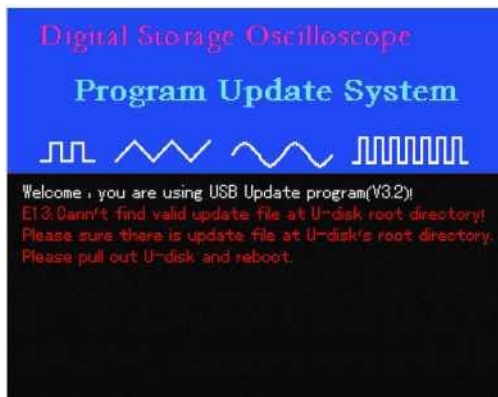 Digital Storage Oscilloscope
Program Update System
Welcome , you are using USB Update program(V3.2)!
E13:Cann't find valid update file at U-disk root directory!
Please sure there is update file at U-disk's root directory.
Please pull out U-disk and reboot.